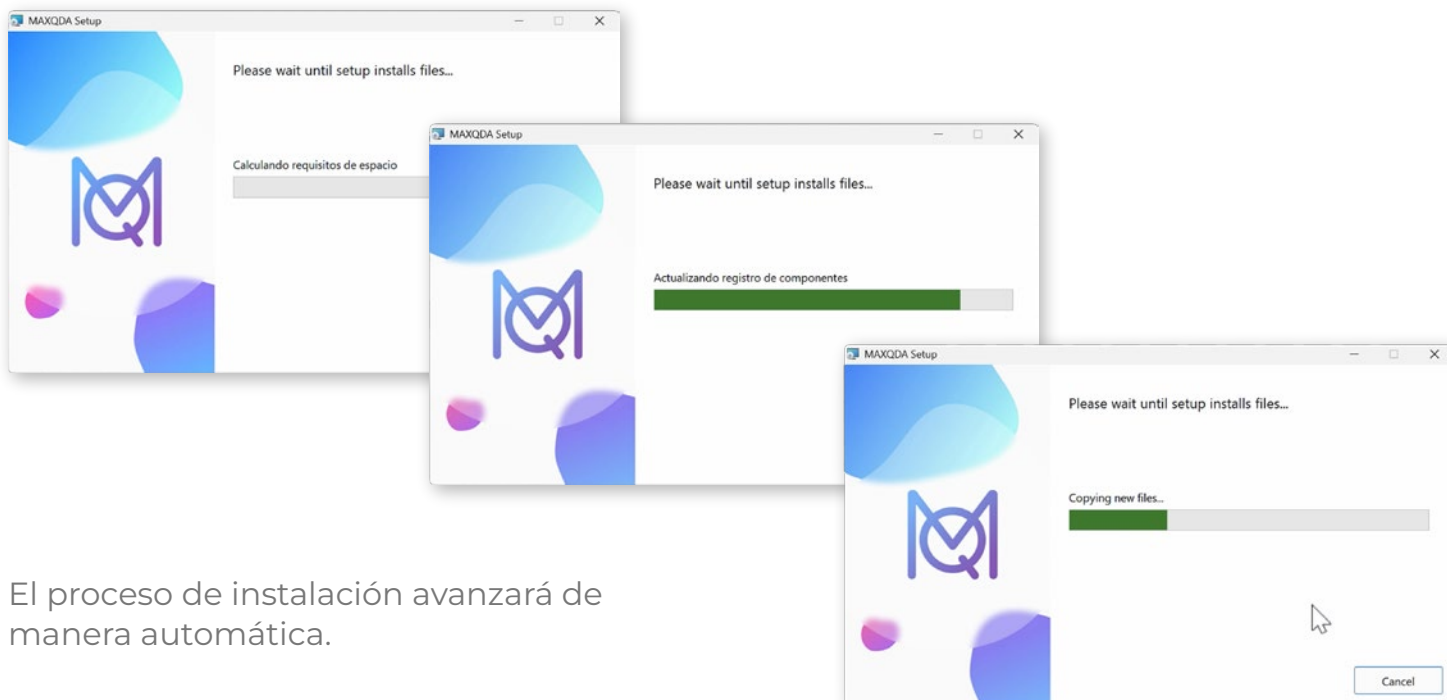 MAXQDA Setup
Please wait until setup installs files...
Calculando requisitos de espacio
MAXQDA Setup
Please wait until setup installs files...
Actualizando registro de componentes
MAXQDA Setup
Please wait until setup installs files...
Copying new files...
Cancel
El proceso de instalación avanzará de
manera automática.